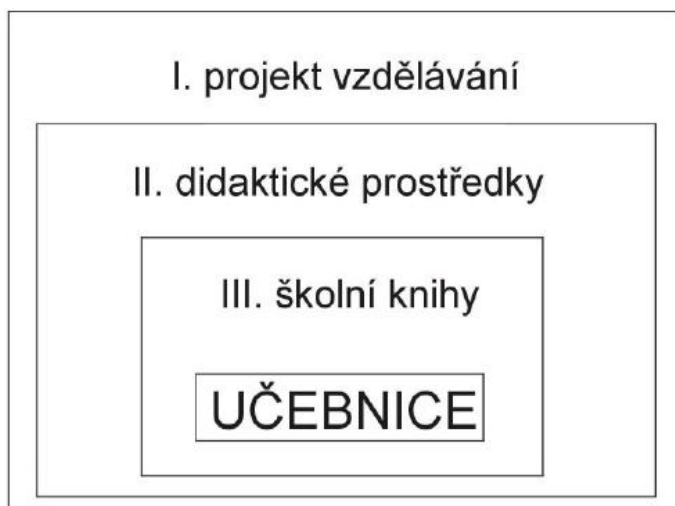 I. projekt vzdělávání
II. didaktické prostředky
III. školní knihy
UČEBNICE